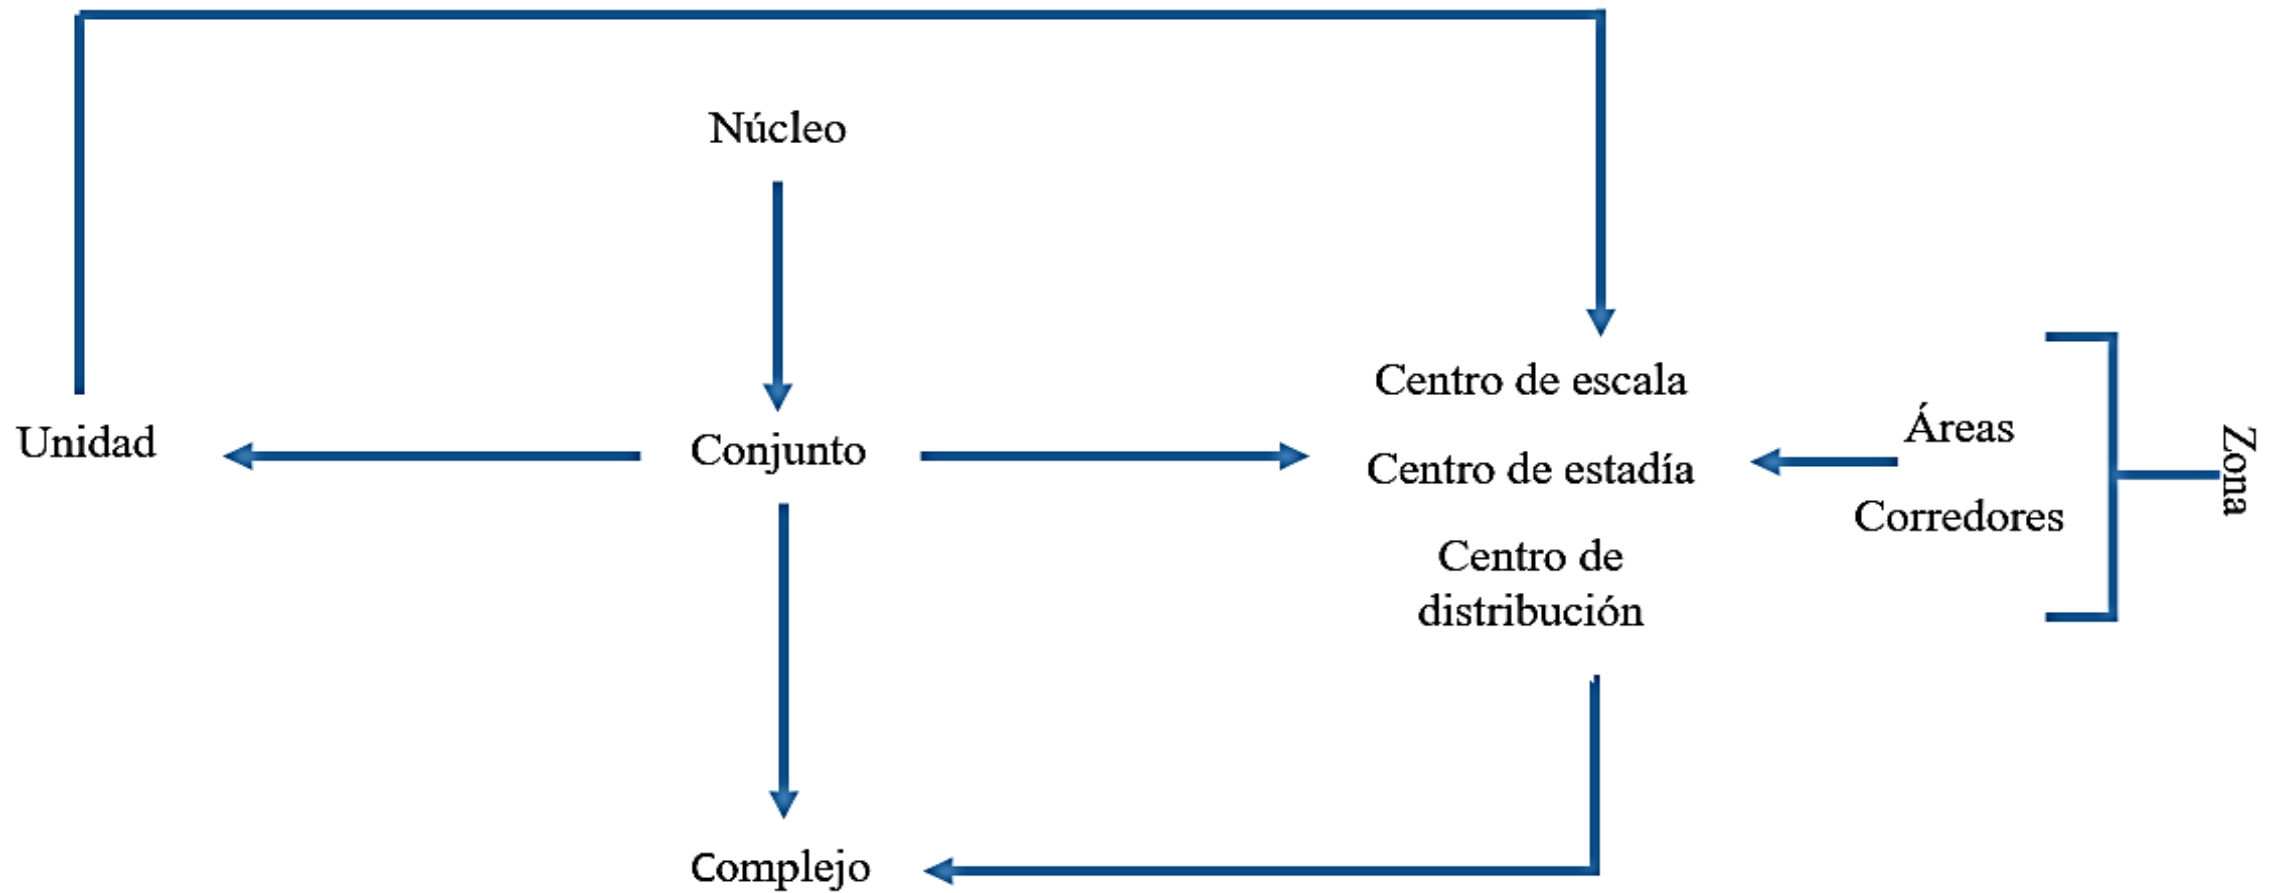 Núcleo
Unidad
Conjunto
Centro de escala
Centro de estadía
Centro de
distribución
Áreas
Corredores
Zona
Complejo